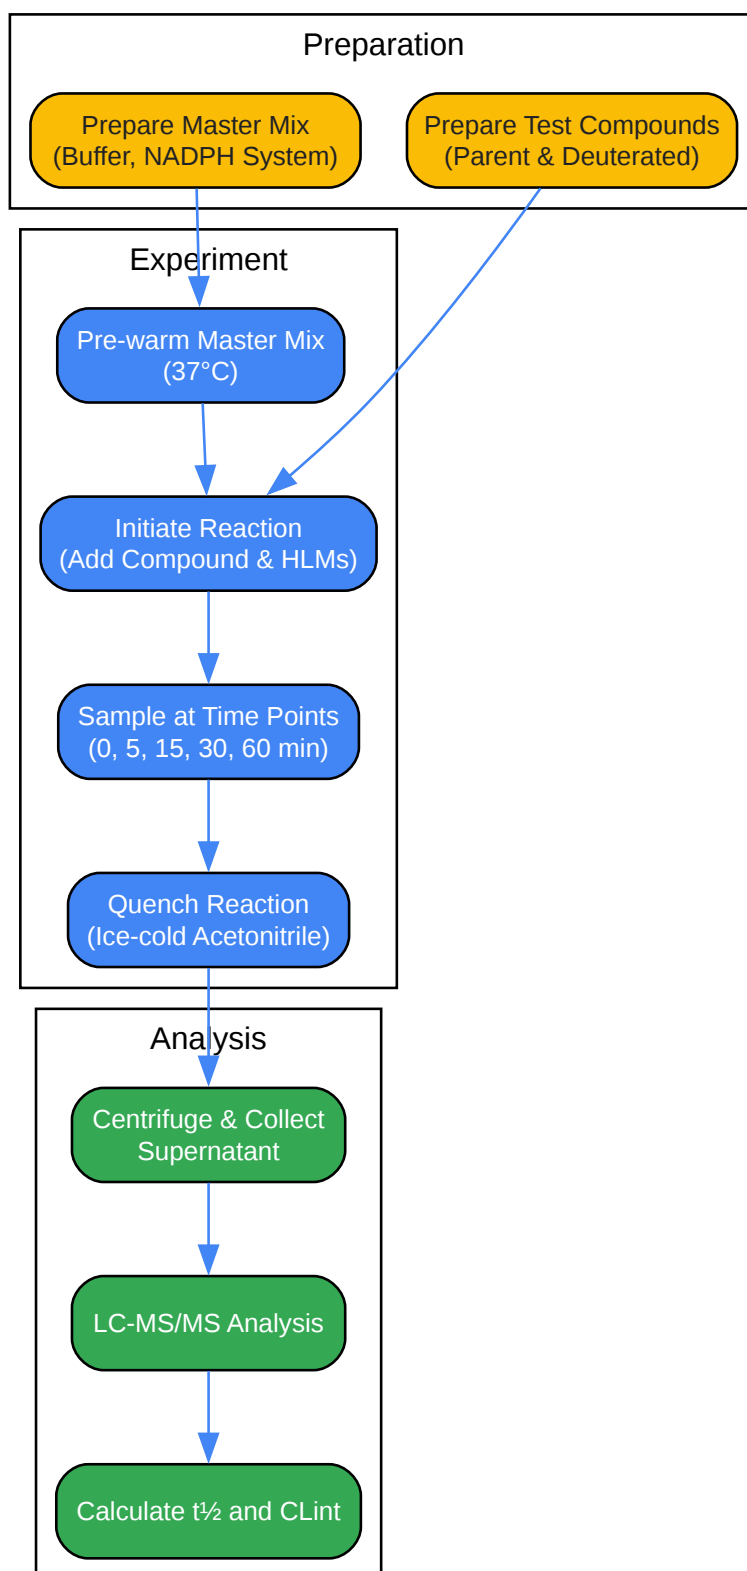 Preparation
Prepare Master Mix
(Buffer, NADPH System)
Prepare Test Compounds
(Parent & Deuterated)
Experiment
Pre-warm Master Mix
(37°C)
Initiate Reaction
(Add Compound & HLMs)
Sample at Time Points
(0, 5, 15, 30, 60 min)
Quench Reaction
(Ice-cold Acetonitrile)
Analysis
Centrifuge & Collect
Supernatant
LC-MS/MS Analysis
Calculate t½ and CLint